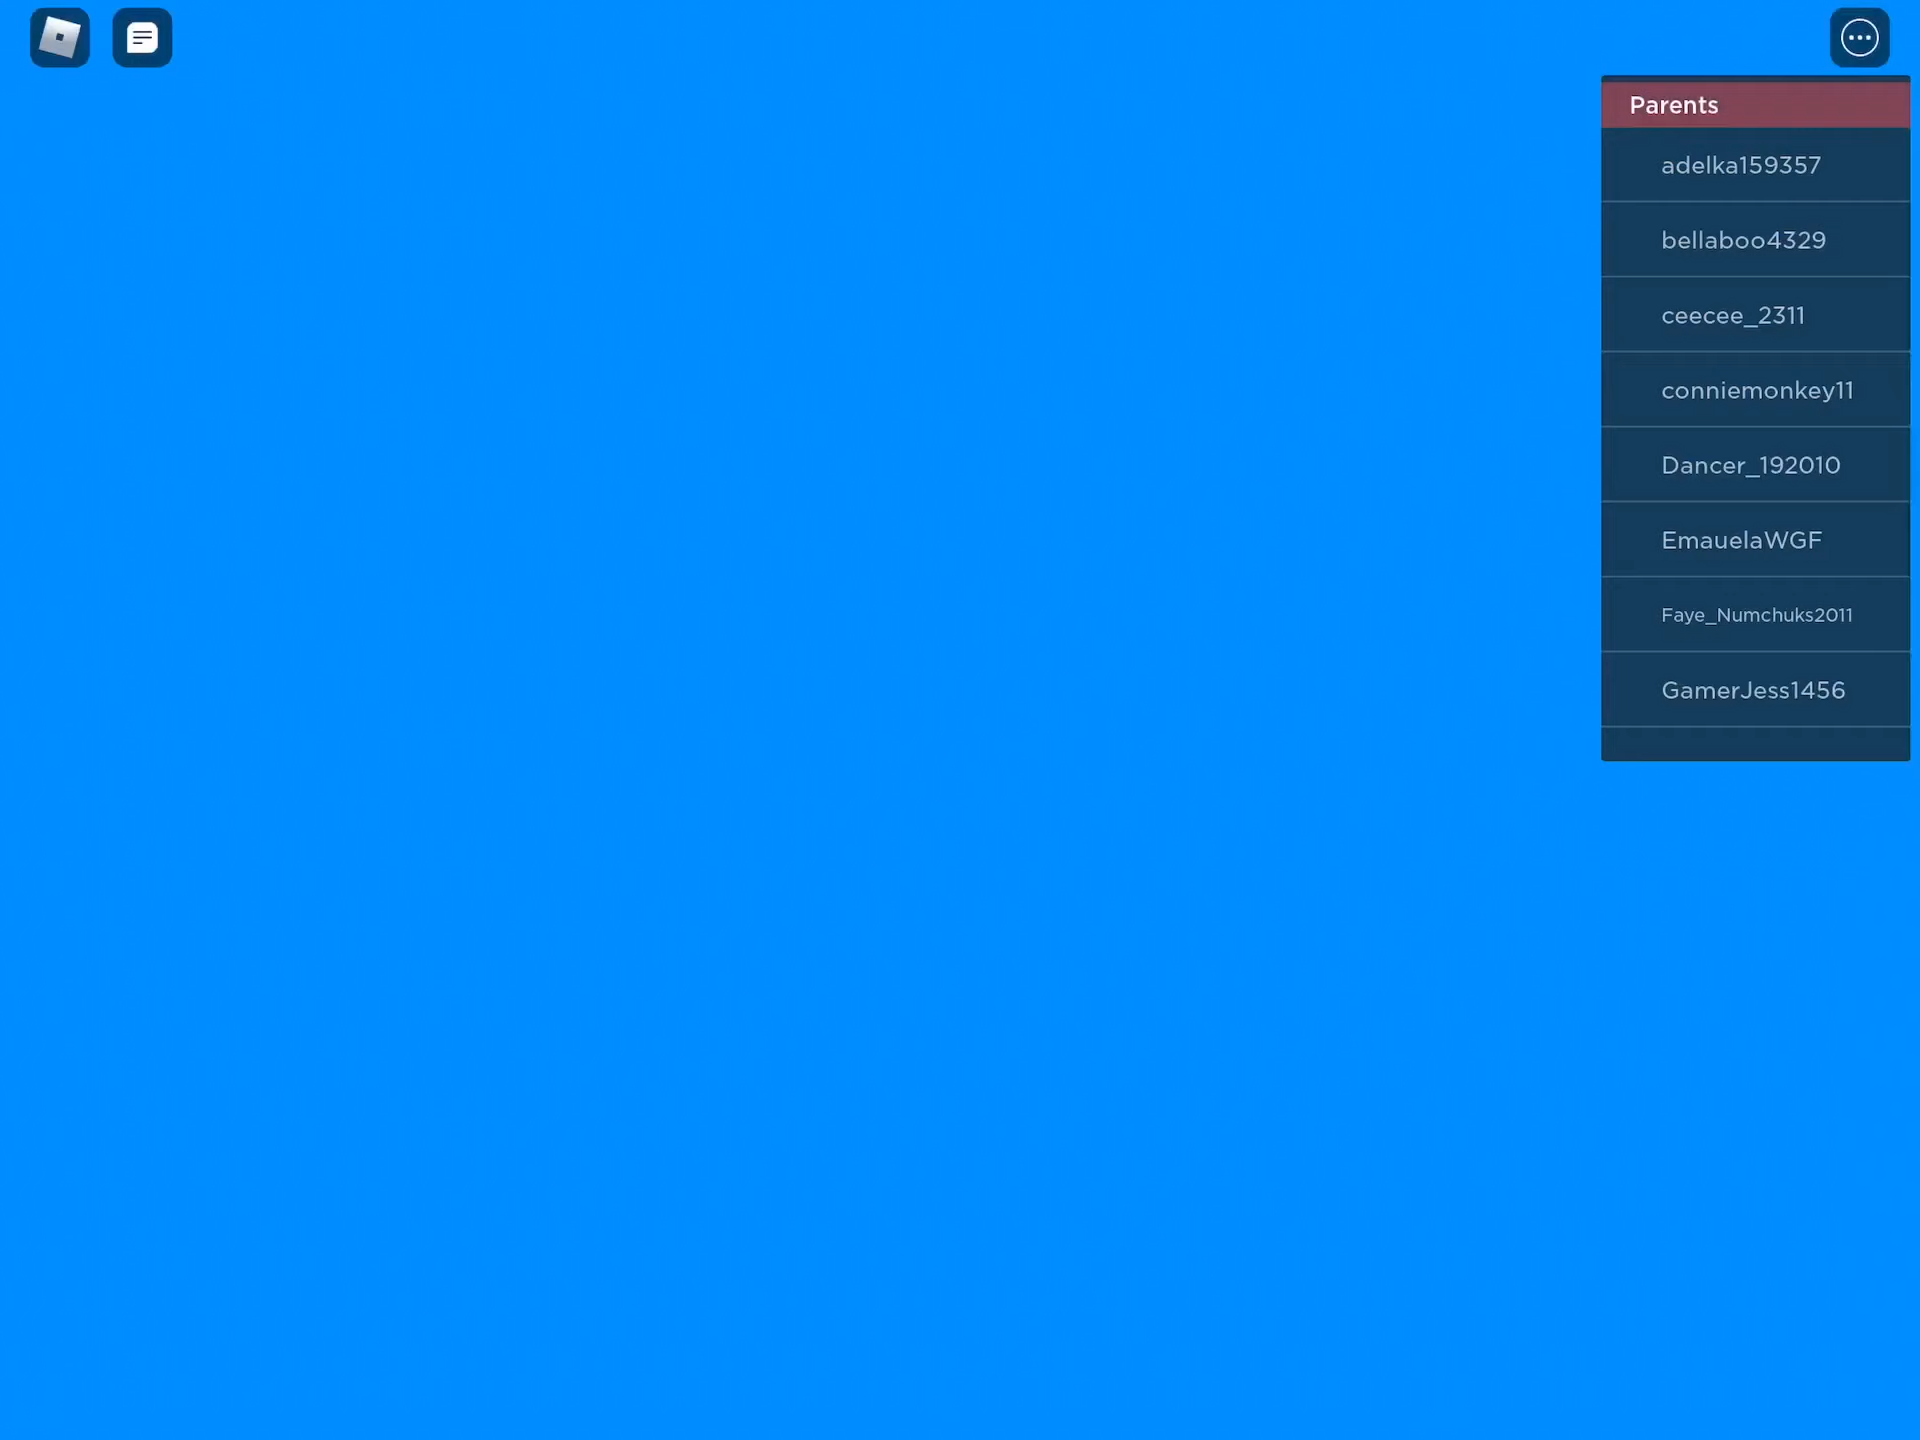 Parents
adelka159357
bellaboo4329
ceecee_2311
conniemonkey11
Dancer_192010
EmauelaWGF
Faye_Numchuks2011
GamerJess1456